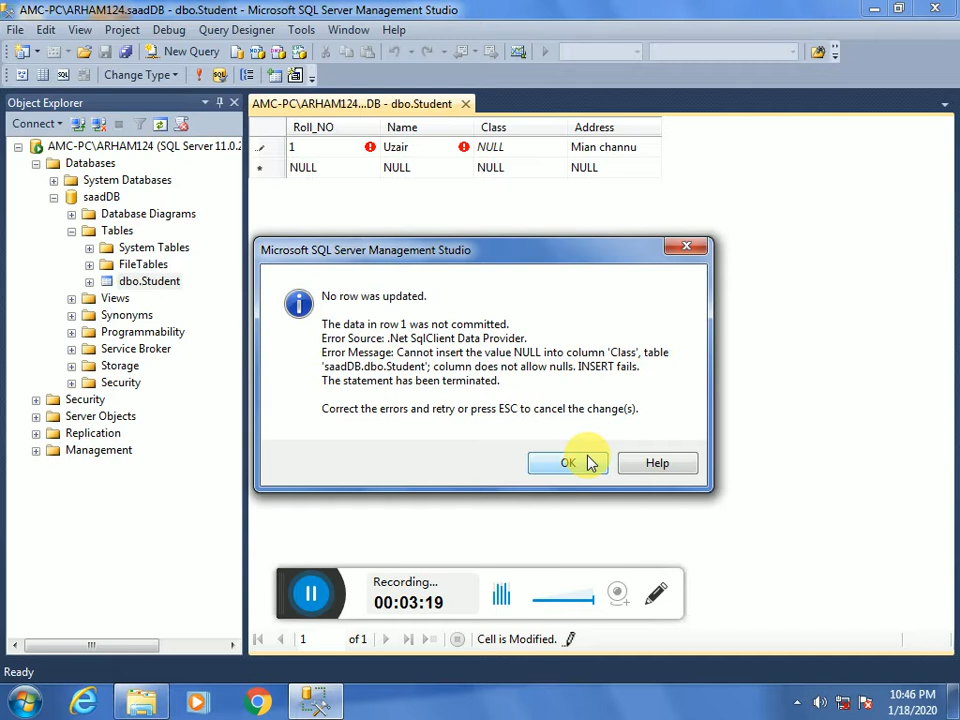 AMC-PC\ARHAM124.saadDB - dbo.Student - Microsoft SQL Server Management Studio
File Edit View Project Debug Query Designer Tools Window Help
New Query
Change Type
Object Explorer
Connect
AMC-PC\ARHAM124 (SQL Server 11.0.2
Databases
System Databases
saadDB
Database Diagrams
Tables
System Tables
FileTables
dbo.Student
Views
Synonyms
Programmability
Service Broker
Storage
Security
Security
Server Objects
Replication
Management
AMC-PC\ARHAM124...DB - dbo.Student
Roll_NO Name Class Address
1 Uzair NULL Mian channu
NULL NULL NULL NULL
Microsoft SQL Server Management Studio
No row was updated.
The data in row 1 was not committed.
Error Source: .Net SqlClient Data Provider.
Error Message: Cannot insert the value NULL into column 'Class', table
'saadDB.dbo.Student'; column does not allow nulls. INSERT fails.
The statement has been terminated.
Correct the errors and retry or press ESC to cancel the change(s).
OK Help
Recording...
00:03:19
1 of 1 Cell is Modified.
Ready
10:46 PM
1/18/2020